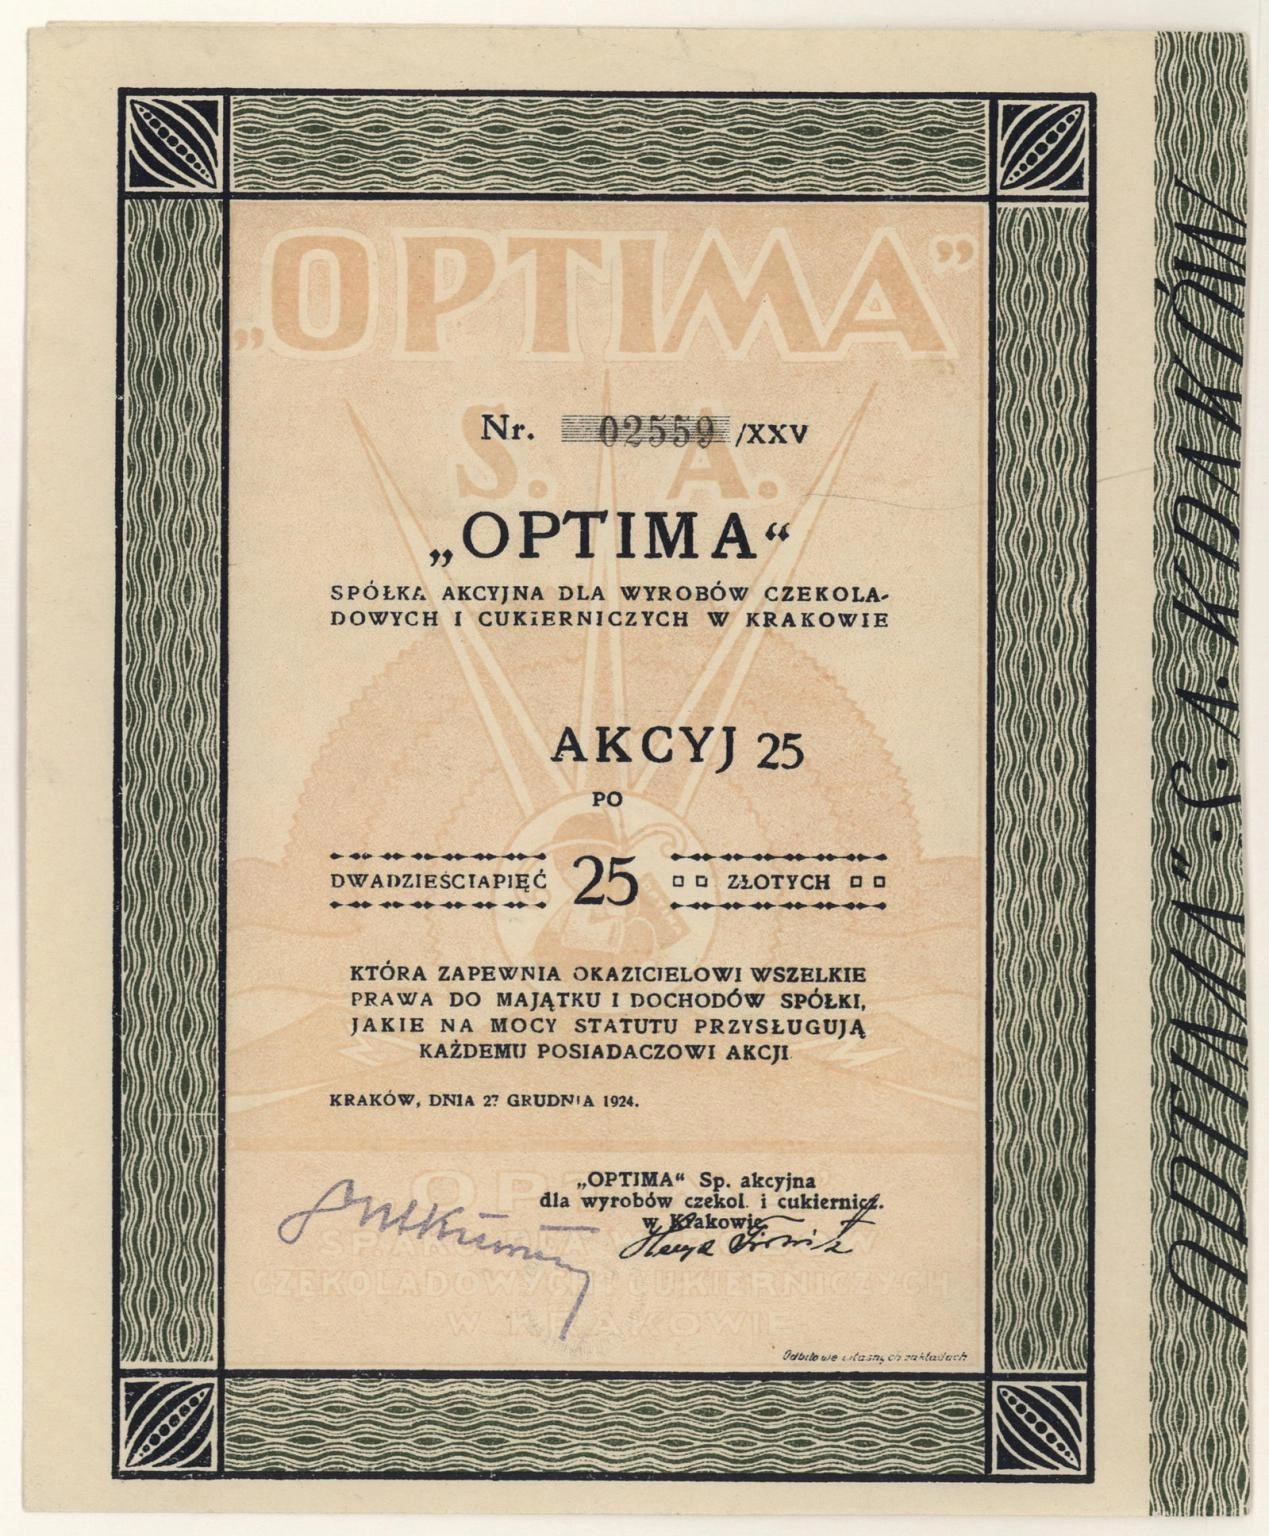 „OPTIMA”
S. A.
Nr. 02559 /XXV
„OPTIMA“
SPÓŁKA AKCYJNA DLA WYROBÓW CZEKOLA-
DOWYCH I CUKIERNICZYCH W KRAKOWIE
AKCYJ 25
PO
DWADZIEŚCIAPIĘĆ 25 ZŁOTYCH
KTÓRA ZAPEWNIA OKAZICIELOWI WSZELKIE
PRAWA DO MAJĄTKU I DOCHODÓW SPÓŁKI,
JAKIE NA MOCY STATUTU PRZYSŁUGUJĄ
KAŻDEMU POSIADACZOWI AKCJI
KRAKÓW, DNIA 27 GRUDNIA 1924.
„OPTIMA“ Sp. akcyjna
dla wyrobów czekol. i cukiernicz.
w Krakowie
OPTIMA
CZEKOLADOWYCH I CUKIERNICZYCH
W KRAKOWIE
Odbito we własnych zakładach
„OPTIMA” S. A. KRAKÓW